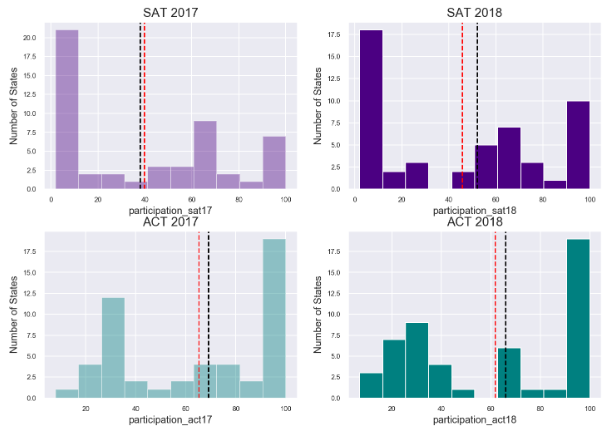 SAT 2017
Number of States
20.0
17.5
15.0
12.5
10.0
7.5
5.0
2.5
0.0
0 20 40 60 80 100
participation_sat17
SAT 2018
Number of States
17.5
15.0
12.5
10.0
7.5
5.0
2.5
0.0
0 20 40 60 80 100
participation_sat18
ACT 2017
Number of States
17.5
15.0
12.5
10.0
7.5
5.0
2.5
0.0
20 40 60 80 100
participation_act17
ACT 2018
Number of States
17.5
15.0
12.5
10.0
7.5
5.0
2.5
0.0
20 40 60 80 100
participation_act18